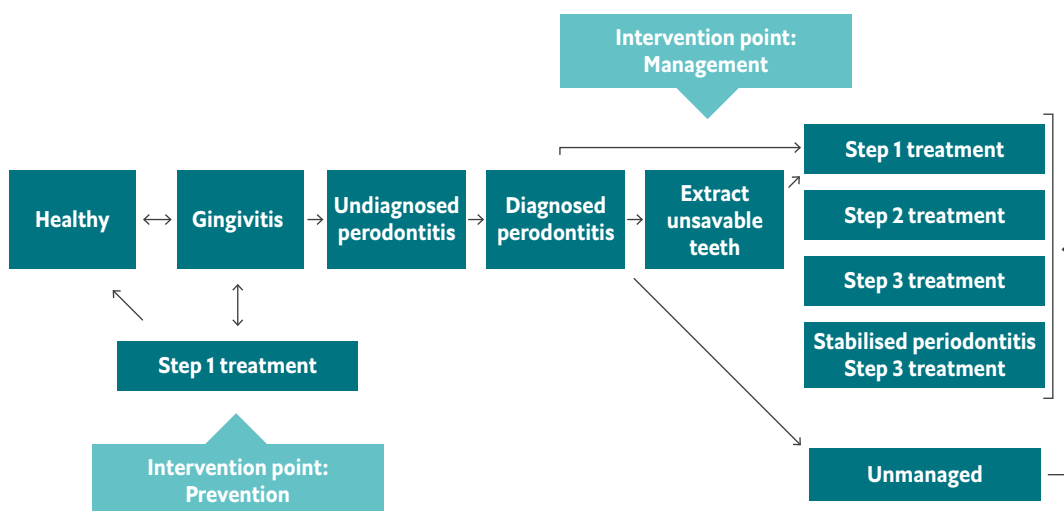 Intervention point:
Management
Healthy
Gingivitis
Undiagnosed
perodontitis
Diagnosed
perodontitis
Extract
unsavable
teeth
Step 1 treatment
Step 2 treatment
Step 3 treatment
Stabilised periodontitis
Step 3 treatment
Step 1 treatment
Intervention point:
Prevention
Unmanaged